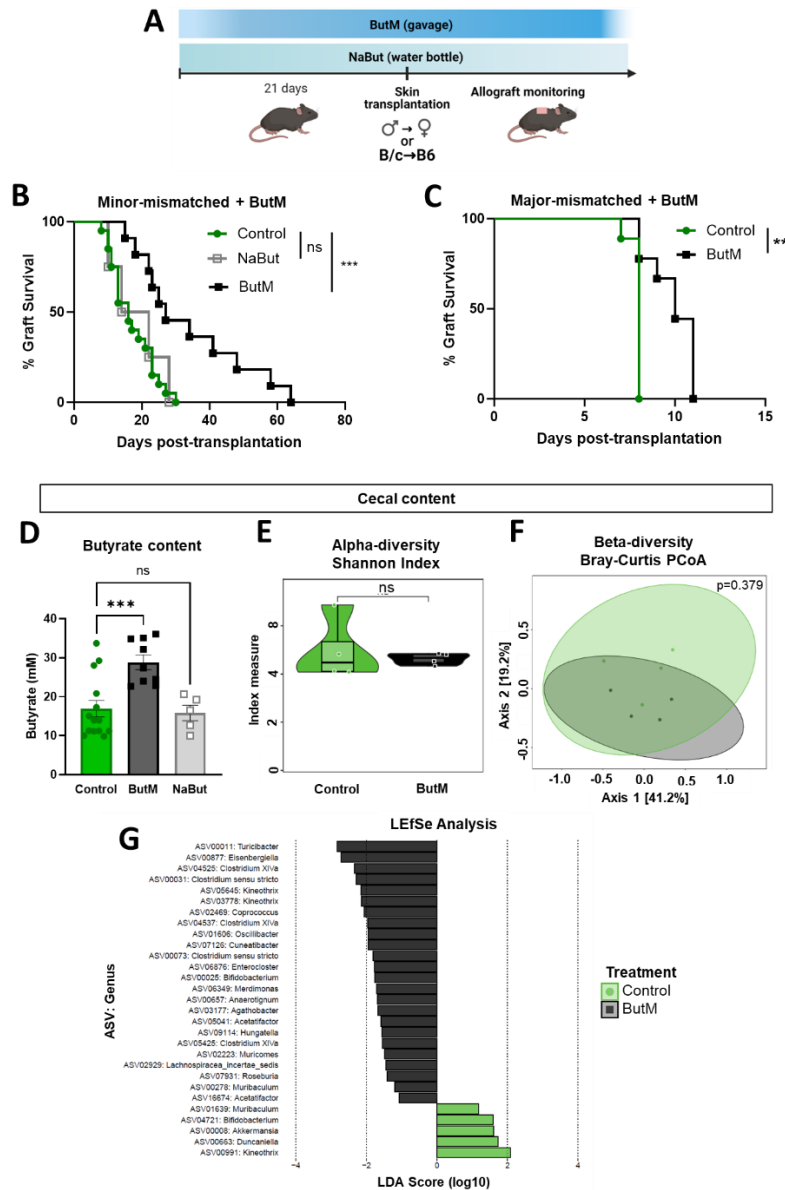 A
ButM (gavage)
NaBut (water bottle)
21 days
Skin
transplantation
♂ → ♀
or
B/c→B6
Allograft monitoring
B
Minor-mismatched + ButM
Control
NaBut
ButM
ns
***
% Graft Survival
100
50
0
0 20 40 60 80
Days post-transplantation
C
Major-mismatched + ButM
Control
ButM
**
% Graft Survival
100
50
0
0 5 10 15
Days post-transplantation
Cecal content
D
Butyrate content
ns
***
Butyrate (mM)
40
30
20
10
0
Control ButM NaBut
E
Alpha-diversity
Shannon Index
ns
Index measure
8
6
4
0
Control ButM
F
Beta-diversity
Bray-Curtis PCoA
p=0.379
Axis 2 [19.2%]
0.5
0.0
-0.5
-1.0 -0.5 0.0 0.5 1.0
Axis 1 [41.2%]
G
LEfSe Analysis
ASV: Genus
ASV00011: Turicibacter
ASV00877: Eisenbergiella
ASV04525: Clostridium XIVa
ASV00031: Clostridium sensu stricto
ASV05645: Kineothrix
ASV03778: Kineothrix
ASV02469: Coprococcus
ASV04537: Clostridium XIVa
ASV01606: Oscillibacter
ASV07126: Cuneatibacter
ASV00073: Clostridium sensu stricto
ASV06876: Enterocloster
ASV00025: Bifidobacterium
ASV06349: Merdimonas
ASV00657: Anaerotignum
ASV03177: Agathobacter
ASV05041: Acetatifactor
ASV09114: Hungatella
ASV05425: Clostridium XIVa
ASV02223: Muricomes
ASV02929: Lachnospiracea_incertae_sedis
ASV07931: Roseburia
ASV00278: Muribaculum
ASV16674: Acetatifactor
ASV01639: Muribaculum
ASV04721: Bifidobacterium
ASV00008: Akkermansia
ASV00663: Duncaniella
ASV00991: Kineothrix
−4 −2 0 2 4
LDA Score (log10)
Treatment
Control
ButM